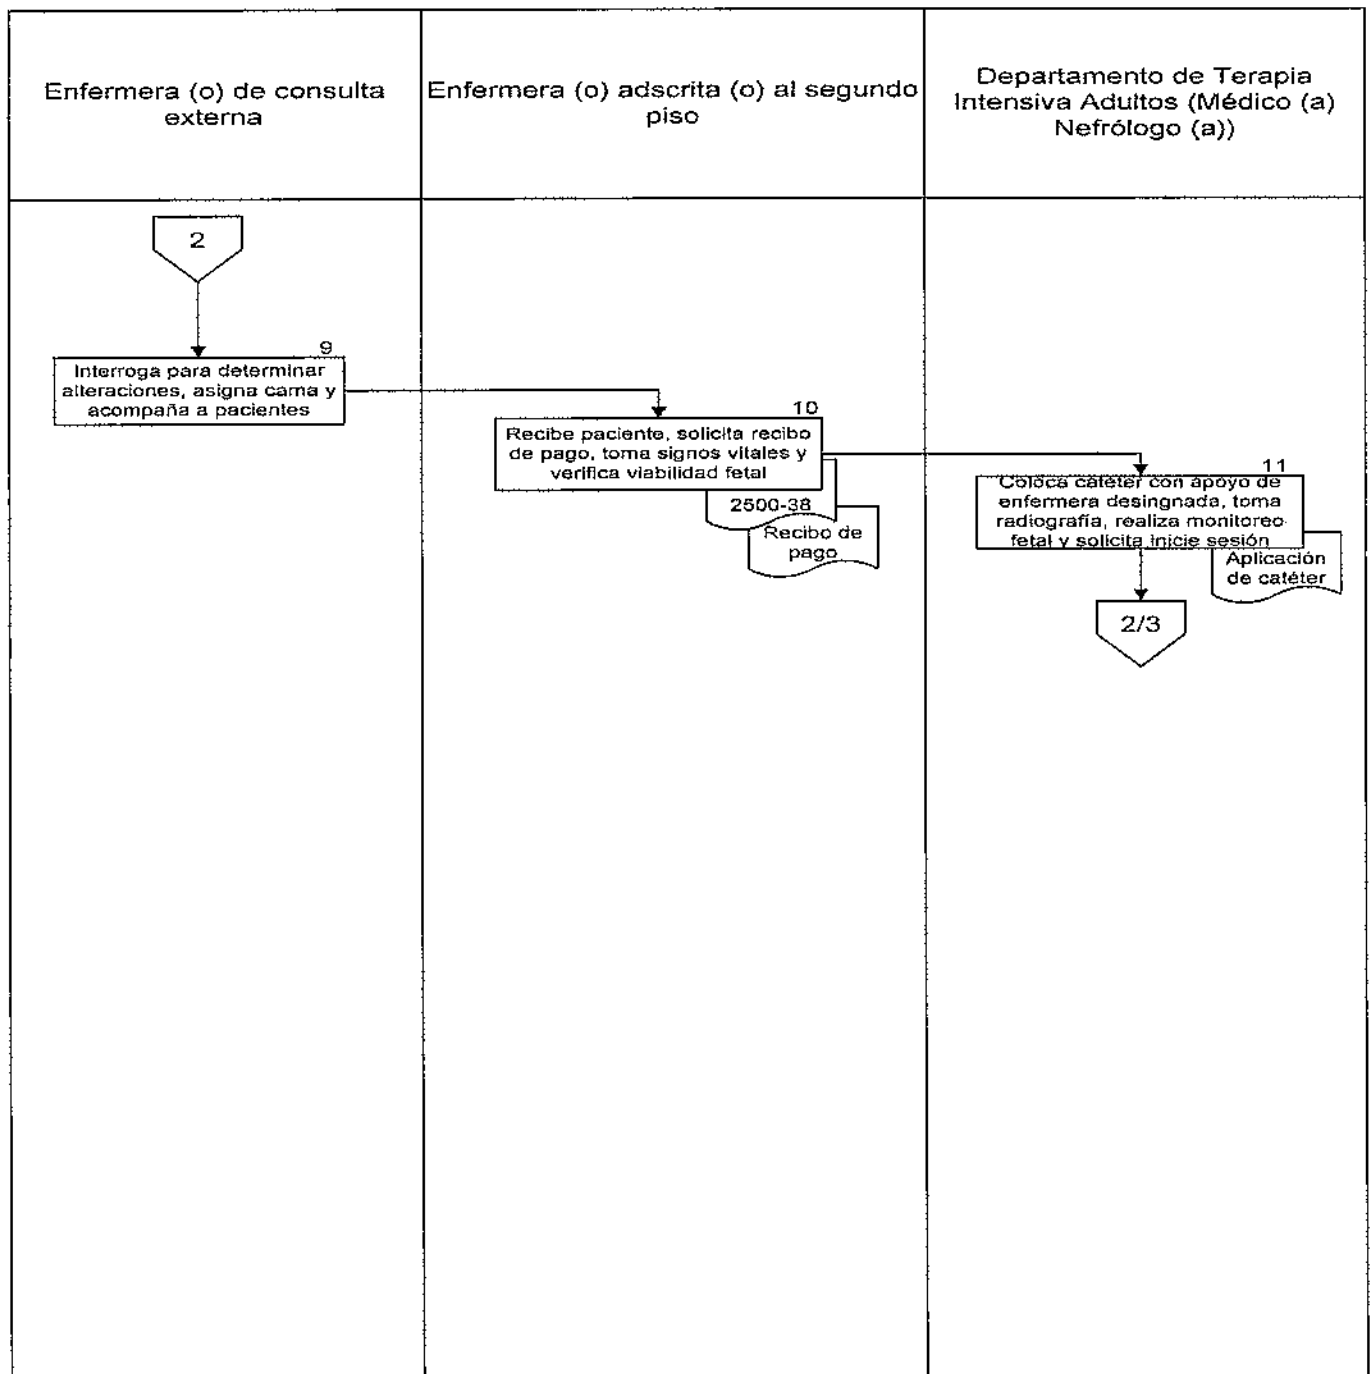 Enfermera (o) de consulta
externa
Enfermera (o) adscrita (o) al segundo
piso
Departamento de Terapia
Intensiva Adultos (Médico (a)
Nefrólogo (a))
2
9
Interroga para determinar
alteraciones, asigna cama y
acompaña a pacientes
10
Recibe paciente, solicita recibo
de pago, toma signos vitales y
verifica viabilidad fetal
2500-38
Recibo de
pago
11
Coloca catéter con apoyo de
enfermera desingnada, toma
radiografía, realiza monitoreo
fetal y solicita inicie sesión
Aplicación
de catéter
2/3